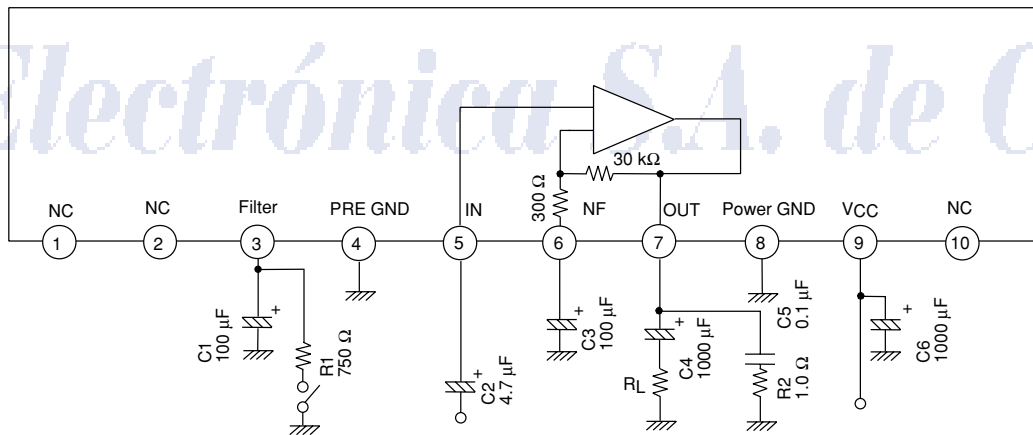 Electrónica S.A. de C
30 kΩ
300 Ω
NC
NC
Filter
PRE GND
IN
NF
OUT
Power GND
VCC
NC
1
2
3
4
5
6
7
8
9
10
C1
100 µF
+
R1
750 Ω
C2
4.7 µF
+
C3
100 µF
+
RL
C4
1000 µF
+
C5
0.1 µF
R2
1.0 Ω
C6
1000 µF
+